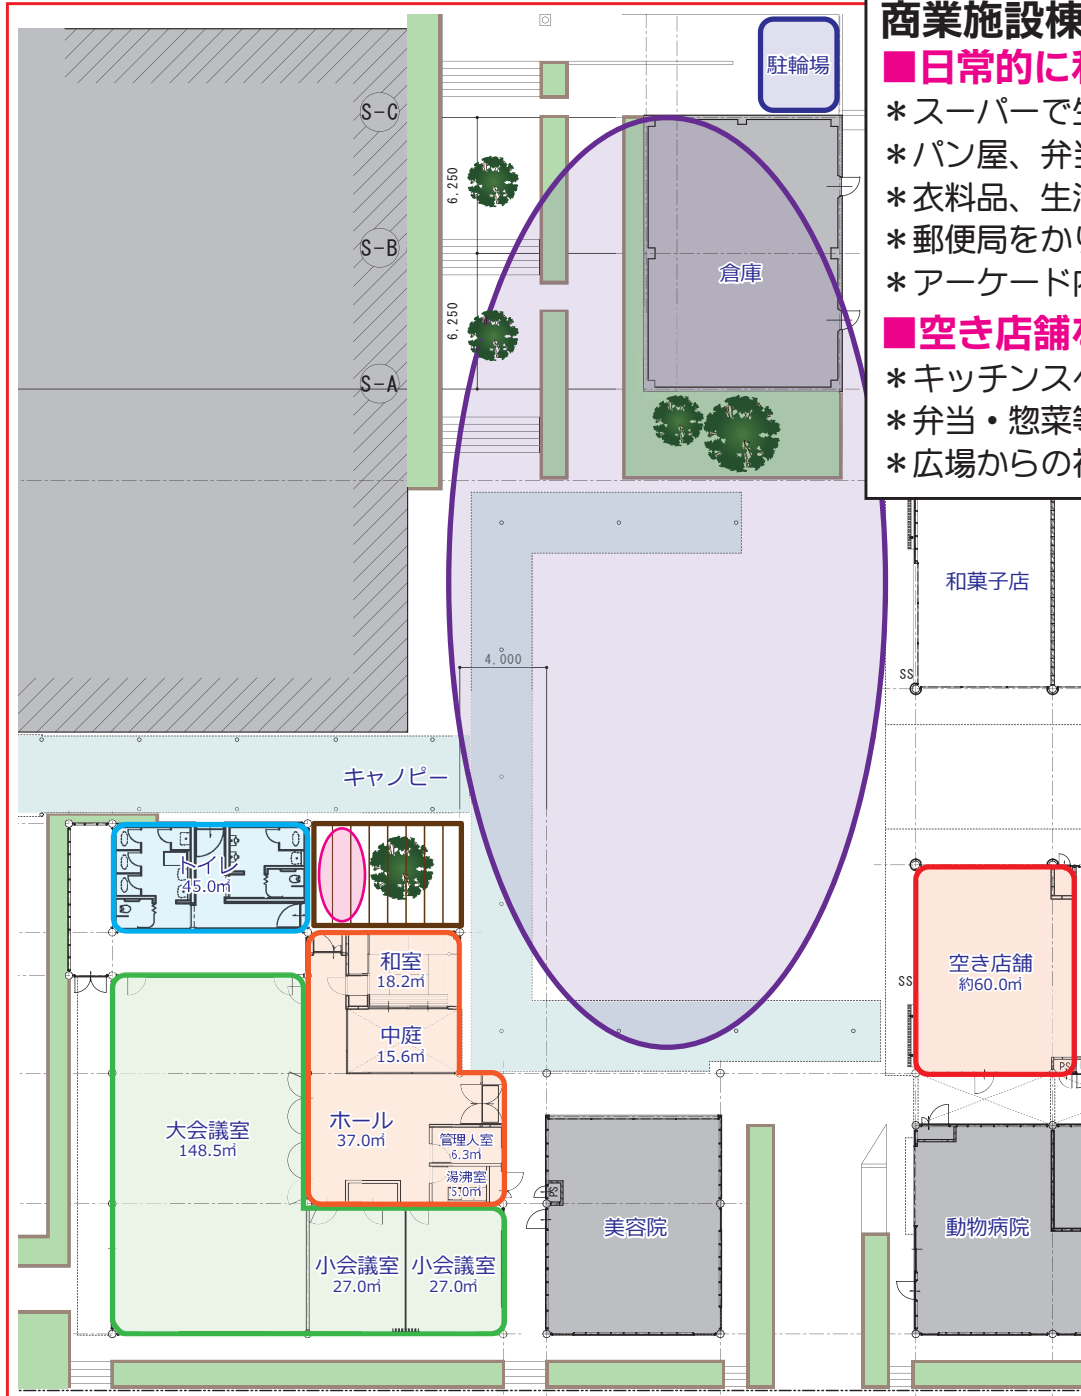 商業施設棟
■日常的に
＊スーパーで
＊パン屋、弁
＊衣料品、生
＊郵便局をか
＊アーケード
■空き店舗
＊キッチンス
＊弁当・惣菜
＊広場からの
駐輪場
S-C
6,250
S-B
倉庫
6,250
S-A
和菓子店
4,000
SS
キャノピー
トイレ
45.0㎡
和室
18.2㎡
空き店舗
約60.0㎡
SS
中庭
15.6㎡
PS
大会議室
148.5㎡
ホール
37.0㎡
管理人室
6.3㎡
湯沸室
5.0㎡
PS
美容院
動物病院
小会議室
27.0㎡
小会議室
27.0㎡